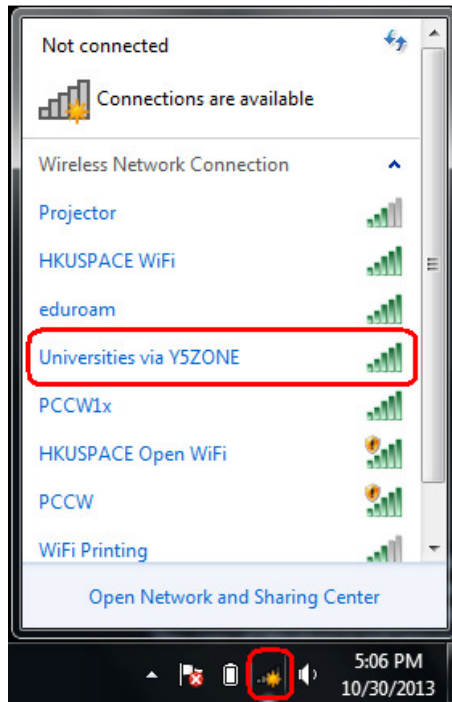 Not connected
Connections are available
Wireless Network Connection
Projector
HKUSPACE WiFi
eduroam
Universities via Y5ZONE
PCCW1x
HKUSPACE Open WiFi
PCCW
WiFi Printing
Open Network and Sharing Center
5:06 PM
10/30/2013